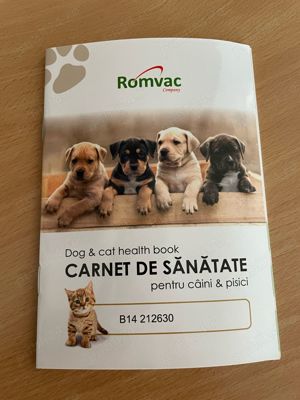 Romvac
Company
Dog & cat health book
CARNET DE SĂNĂTATE
pentru câini & pisici
B14 212630